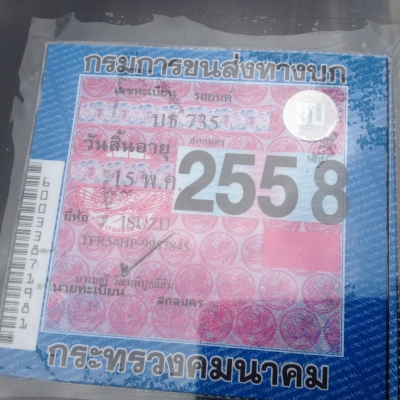 กรมการขนส่งทางบก
เลขทะเบียน รถยนต์
ขบ
บธ 735
สกลนคร
วันสิ้นอายุ
15 พ.ค. 2558
ยี่ห้อ ISUZU
TFR54HP-9937845
นายทะเบียน สกลนคร
กระทรวงคมนาคม
60033871981